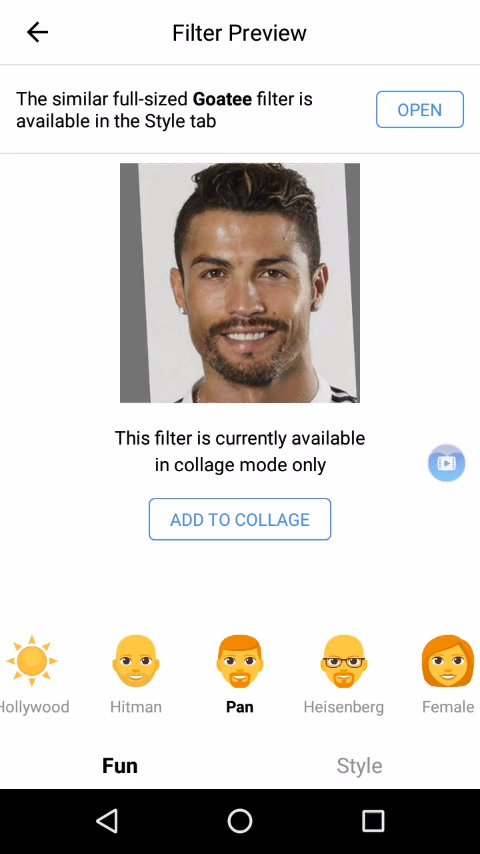 Filter Preview
The similar full-sized Goatee filter is
available in the Style tab
OPEN
This filter is currently available
in collage mode only
ADD TO COLLAGE
Hollywood Hitman Pan Heisenberg Female
Fun Style